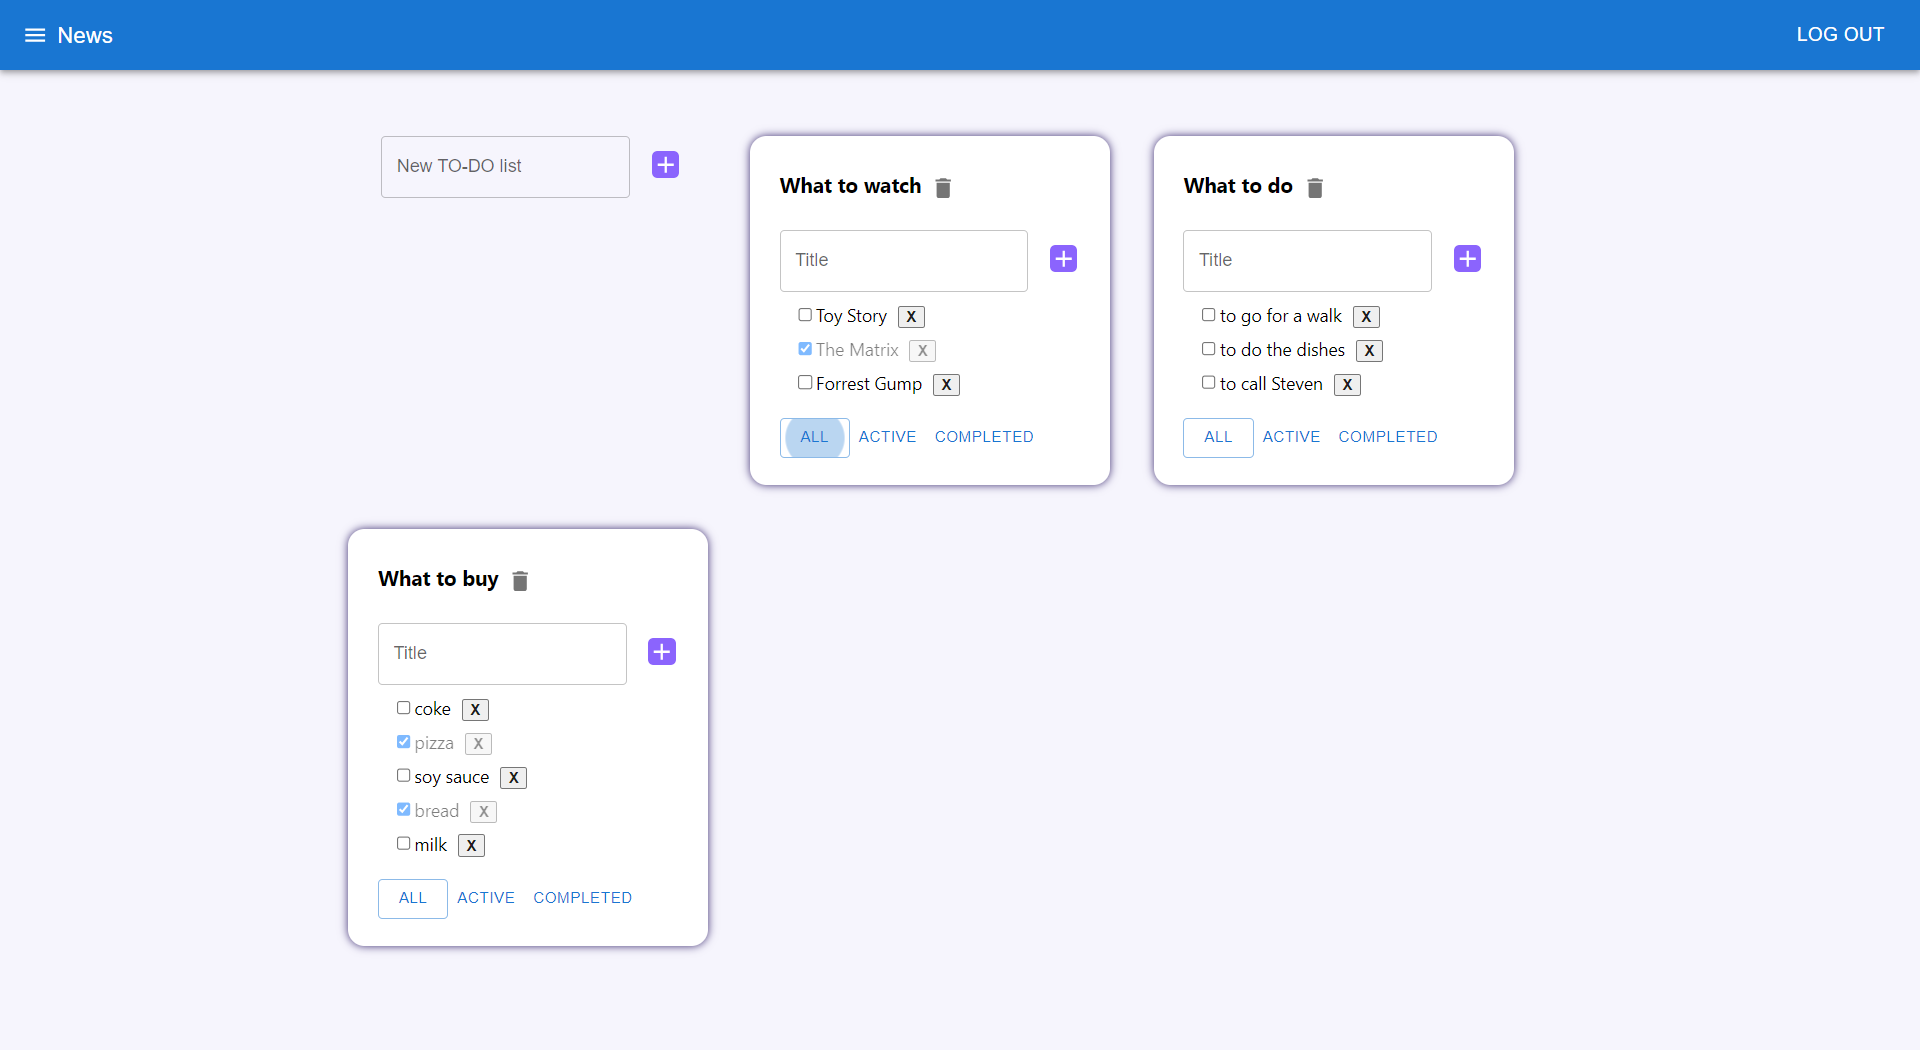 News
LOG OUT
New TO-DO list
What to watch
Title
Toy Story X
The Matrix X
Forrest Gump X
ALL ACTIVE COMPLETED
What to do
Title
to go for a walk X
to do the dishes X
to call Steven X
ALL ACTIVE COMPLETED
What to buy
Title
coke X
pizza X
soy sauce X
bread X
milk X
ALL ACTIVE COMPLETED